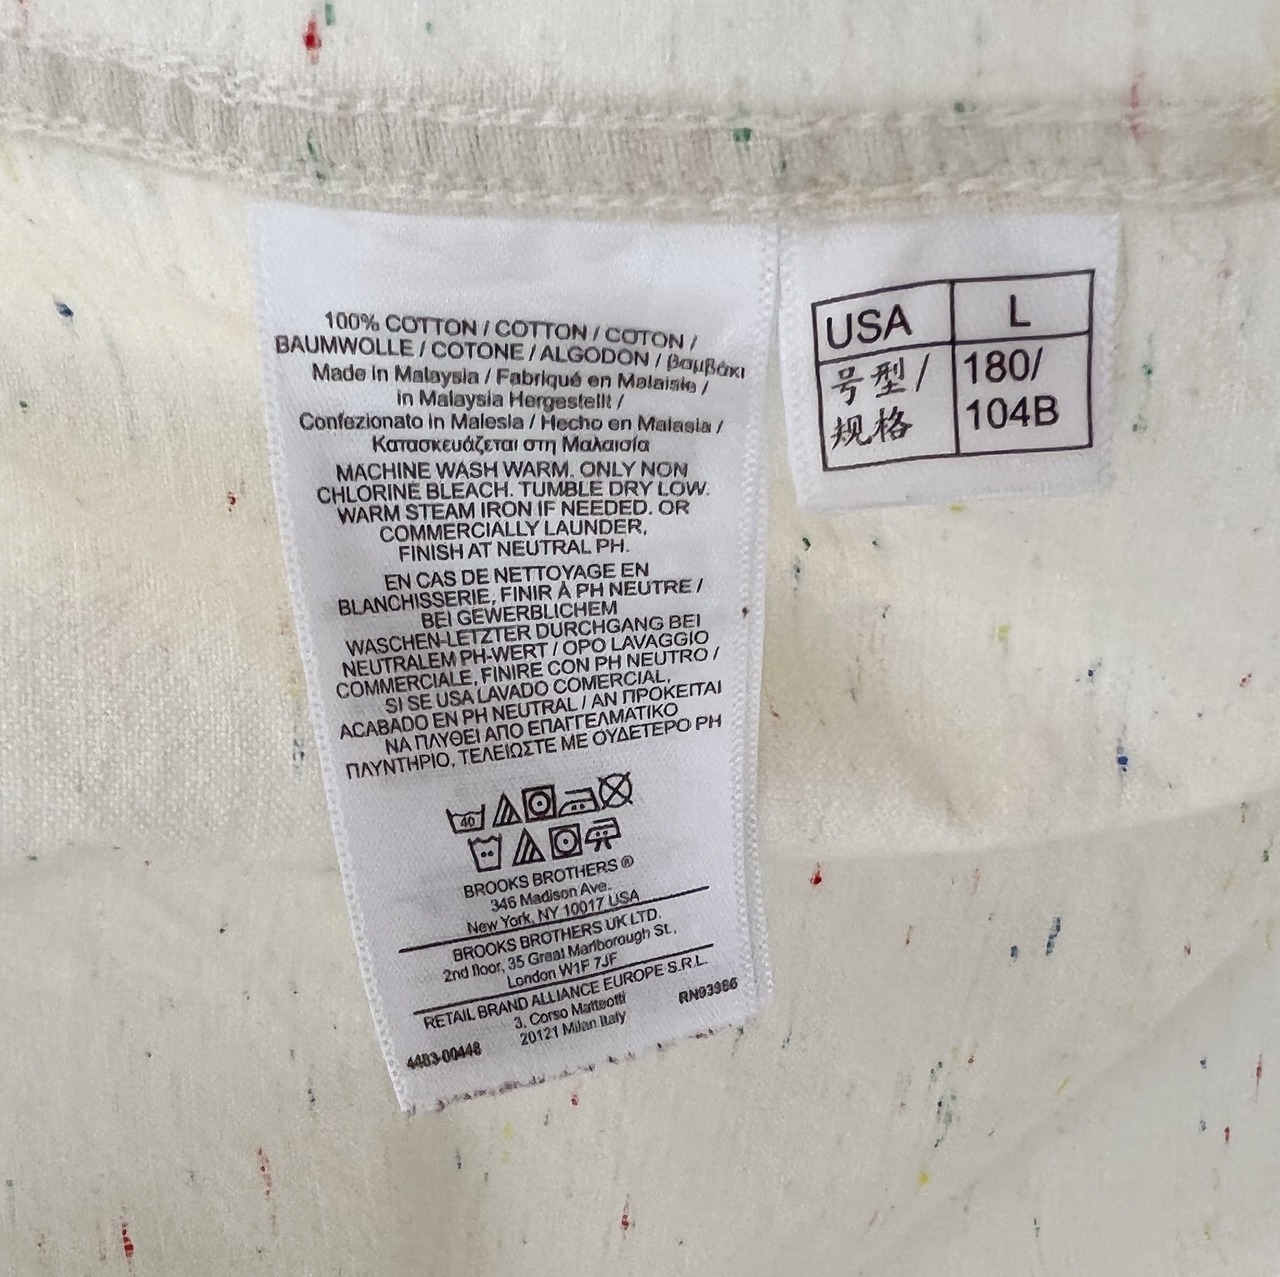 100% COTTON / COTTON / COTON /
BAUMWOLLE / COTONE / ALGODON / βαμβάκι
Made in Malaysia / Fabriqué en Malaisie /
in Malaysia Hergestellt /
Confezionato in Malesia / Hecho en Malasia /
Κατασκευάζεται στη Μαλαισία
MACHINE WASH WARM. ONLY NON
CHLORINE BLEACH. TUMBLE DRY LOW.
WARM STEAM IRON IF NEEDED. OR
COMMERCIALLY LAUNDER,
FINISH AT NEUTRAL PH.
EN CAS DE NETTOYAGE EN
BLANCHISSERIE, FINIR À PH NEUTRE /
BEI GEWERBLICHEM
WASCHEN-LETZTER DURCHGANG BEI
NEUTRALEM PH-WERT / OPO LAVAGGIO
COMMERCIALE, FINIRE CON PH NEUTRO /
SI SE USA LAVADO COMERCIAL,
ACABADO EN PH NEUTRAL / ΑΝ ΠΡΟΚΕΙΤΑΙ
ΝΑ ΠΛΥΘΕΙ ΑΠΟ ΕΠΑΓΓΕΛΜΑΤΙΚΟ
ΠΛΥΝΤΗΡΙΟ, ΤΕΛΕΙΩΣΤΕ ΜΕ ΟΥΔΕΤΕΡΟ PH
40
BROOKS BROTHERS ®
346 Madison Ave.
New York, NY 10017 USA
BROOKS BROTHERS UK LTD.
2nd floor, 35 Great Marlborough St.,
London W1F 7JF
RETAIL BRAND ALLIANCE EUROPE S.R.L.
3, Corso Matteotti
20121 Milan Italy
RN93986
4483-00448
USA L
号型/ 180/
规格 104B